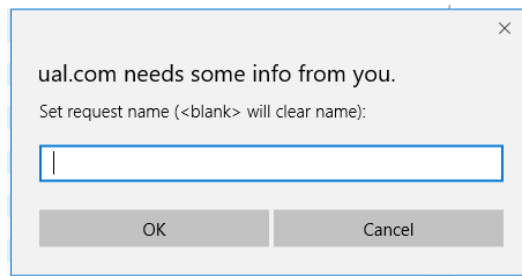 ual.com needs some info from you.
Set request name (<blank> will clear name):
OK
Cancel